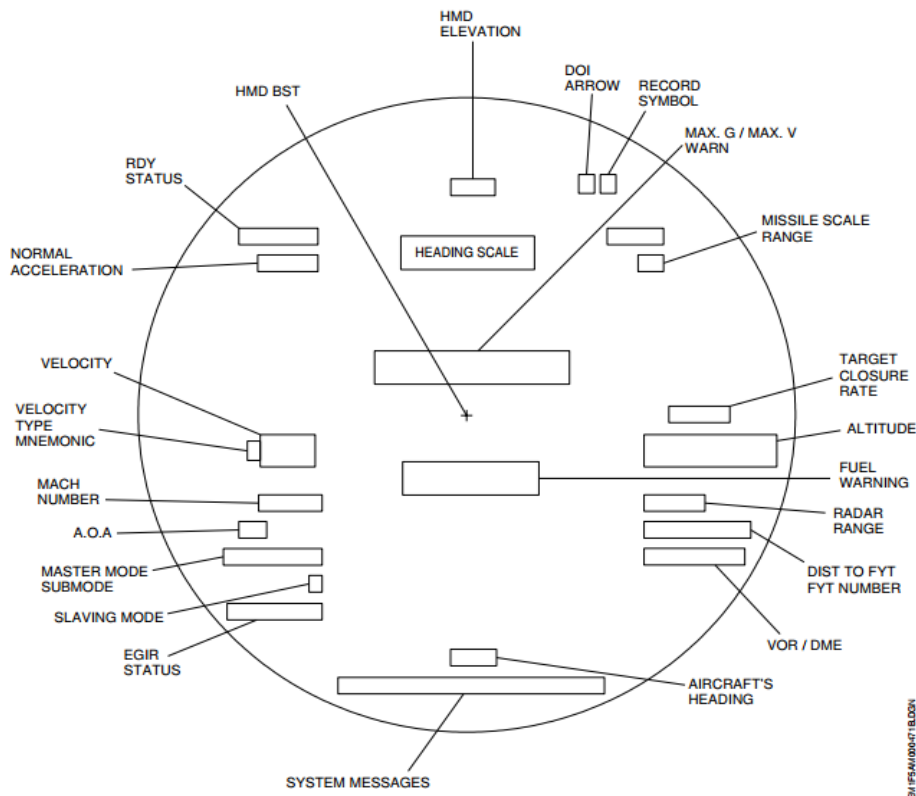 HMD
ELEVATION
DOI
ARROW
RECORD
SYMBOL
HMD BST
MAX. G / MAX. V
WARN
RDY
STATUS
MISSILE SCALE
RANGE
NORMAL
ACCELERATION
HEADING SCALE
VELOCITY
TARGET
CLOSURE
RATE
VELOCITY
TYPE
MNEMONIC
ALTITUDE
FUEL
WARNING
MACH
NUMBER
RADAR
RANGE
A.O.A
MASTER MODE
SUBMODE
DIST TO FYT
FYT NUMBER
SLAVING MODE
VOR / DME
EGIR
STATUS
AIRCRAFT'S
HEADING
SYSTEM MESSAGES